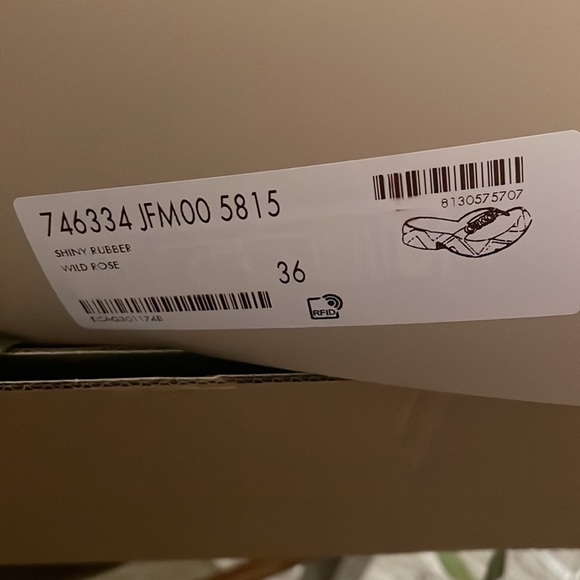 746334 JFM00 5815
SHINY RUBBER
WILD ROSE
36
8130575707
RFID